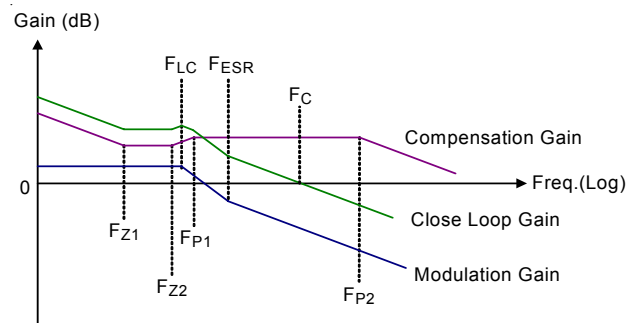 Gain (dB)
FLC
FESR
FC
Compensation Gain
0
Freq.(Log)
FZ1
FP1
Close Loop Gain
FZ2
FP2
Modulation Gain